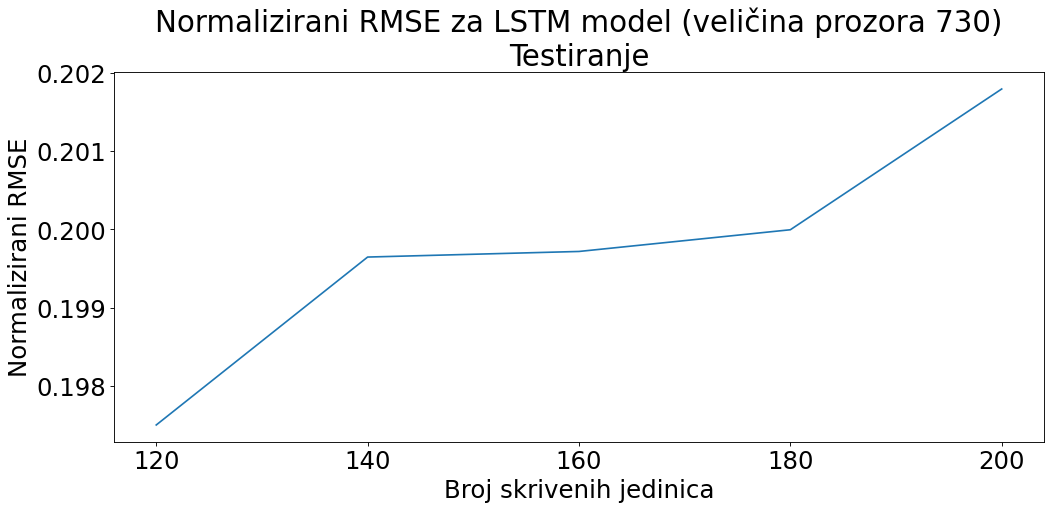 Normalizirani RMSE za LSTM model (veličina prozora 730)
Testiranje
Normalizirani RMSE
0.202
0.201
0.200
0.199
0.198
120 140 160 180 200
Broj skrivenih jedinica